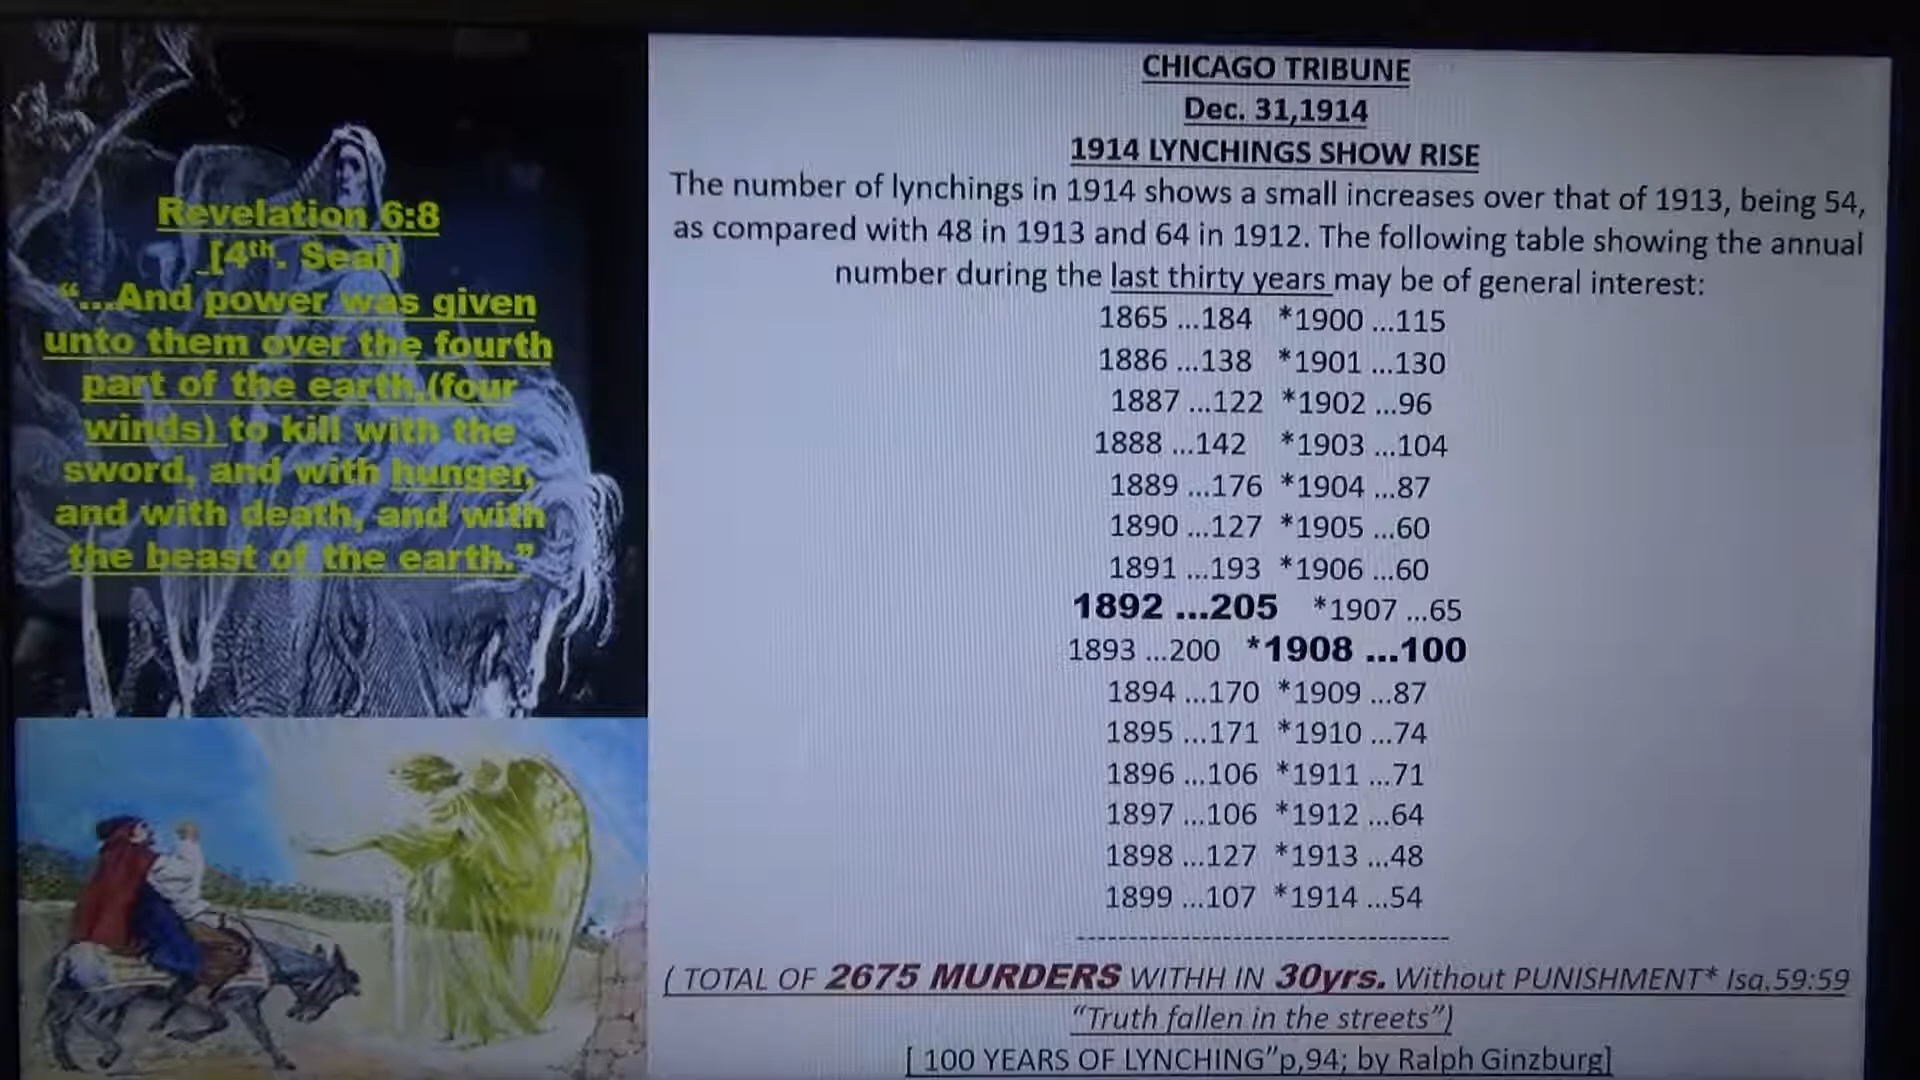 Revelation 6:8
[4th. Seal]
“...And power was given
unto them over the fourth
part of the earth,(four
winds) to kill with the
sword, and with hunger,
and with death, and with
the beast of the earth.”
CHICAGO TRIBUNE
Dec. 31,1914
1914 LYNCHINGS SHOW RISE
The number of lynchings in 1914 shows a small increases over that of 1913, being 54,
as compared with 48 in 1913 and 64 in 1912. The following table showing the annual
number during the last thirty years may be of general interest:
1865 ...184 *1900 ...115
1886 ...138 *1901 ...130
1887 ...122 *1902 ...96
1888 ...142 *1903 ...104
1889 ...176 *1904 ...87
1890 ...127 *1905 ...60
1891 ...193 *1906 ...60
1892 ...205 *1907 ...65
1893 ...200 *1908 ...100
1894 ...170 *1909 ...87
1895 ...171 *1910 ...74
1896 ...106 *1911 ...71
1897 ...106 *1912 ...64
1898 ...127 *1913 ...48
1899 ...107 *1914 ...54
-----------------------------------
( TOTAL OF 2675 MURDERS WITHH IN 30yrs. Without PUNISHMENT* Isa.59:59
“Truth fallen in the streets”)
[ 100 YEARS OF LYNCHING”p,94; by Ralph Ginzburg]